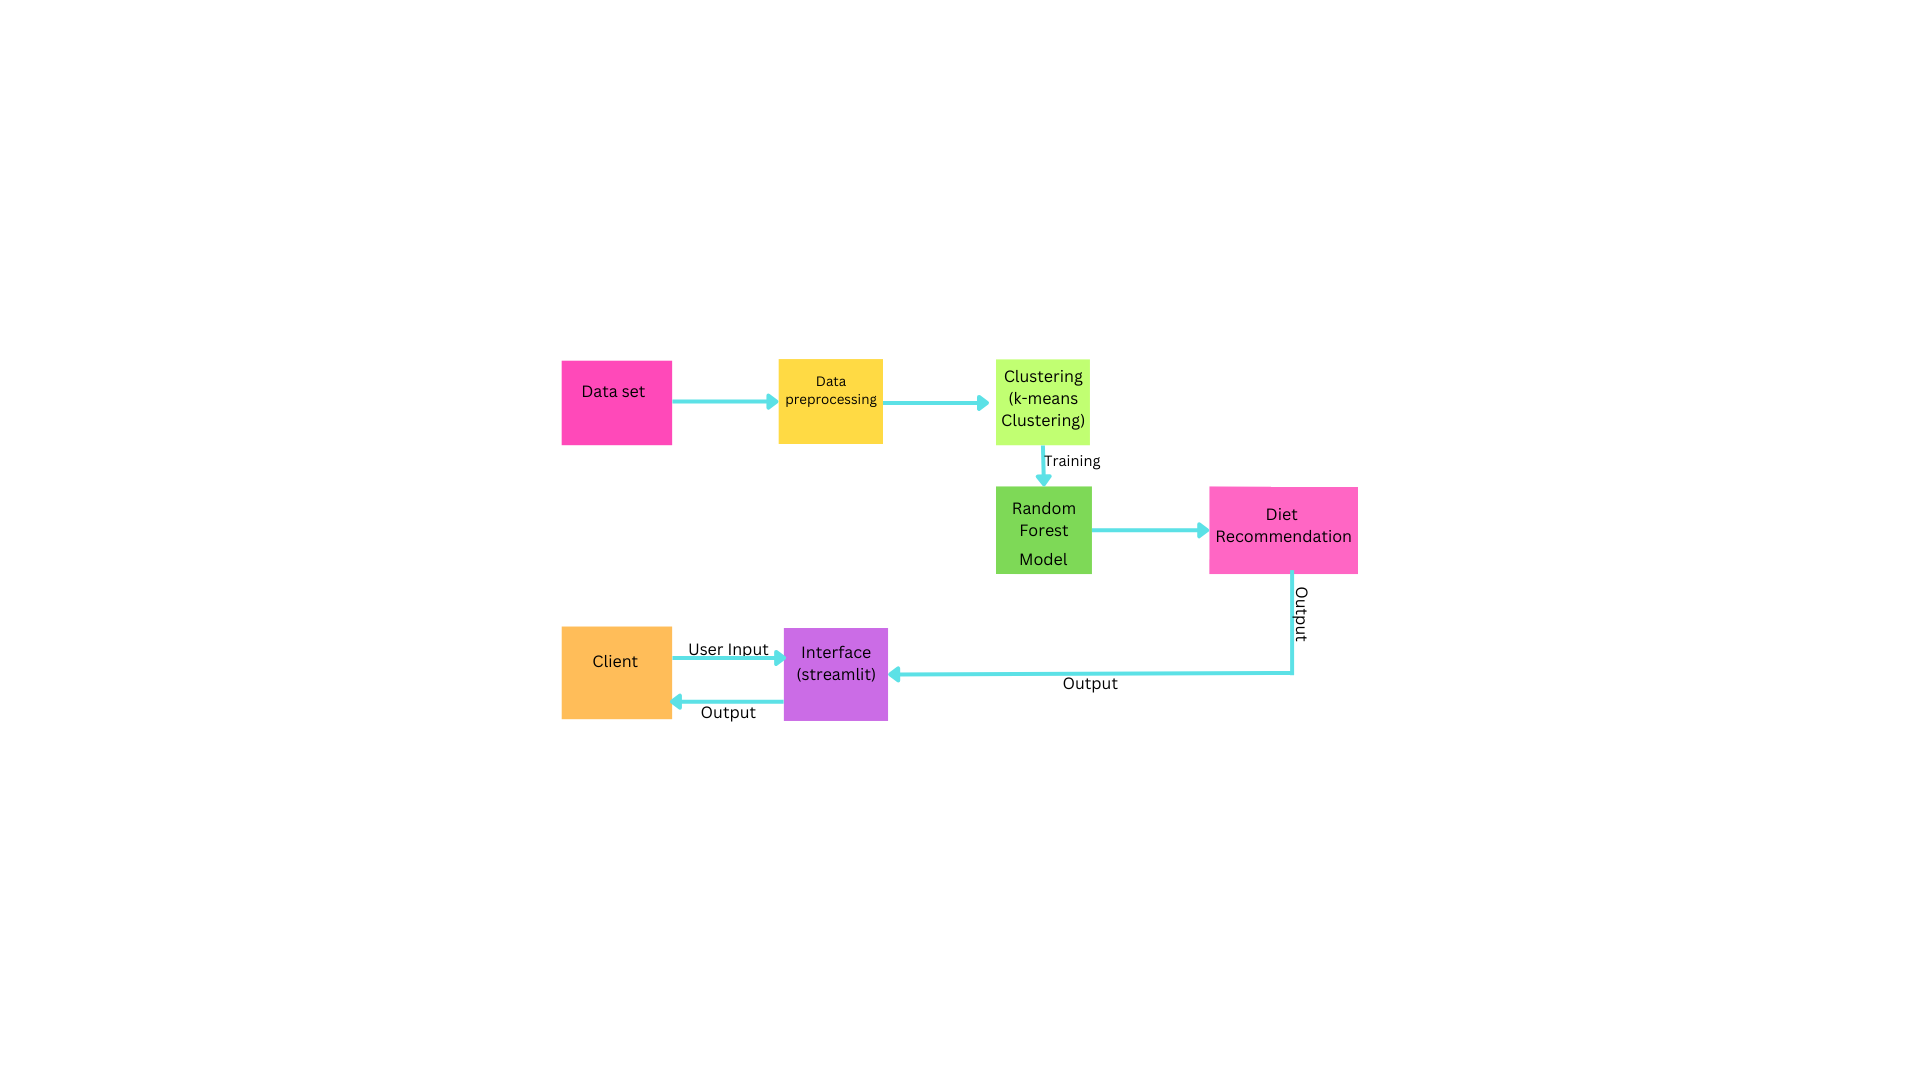 Data set
Data
preprocessing
Clustering
(k-means
Clustering)
Training
Random
Forest
Model
Diet
Recommendation
Output
Client
User Input
Interface
(streamlit)
Output
Output